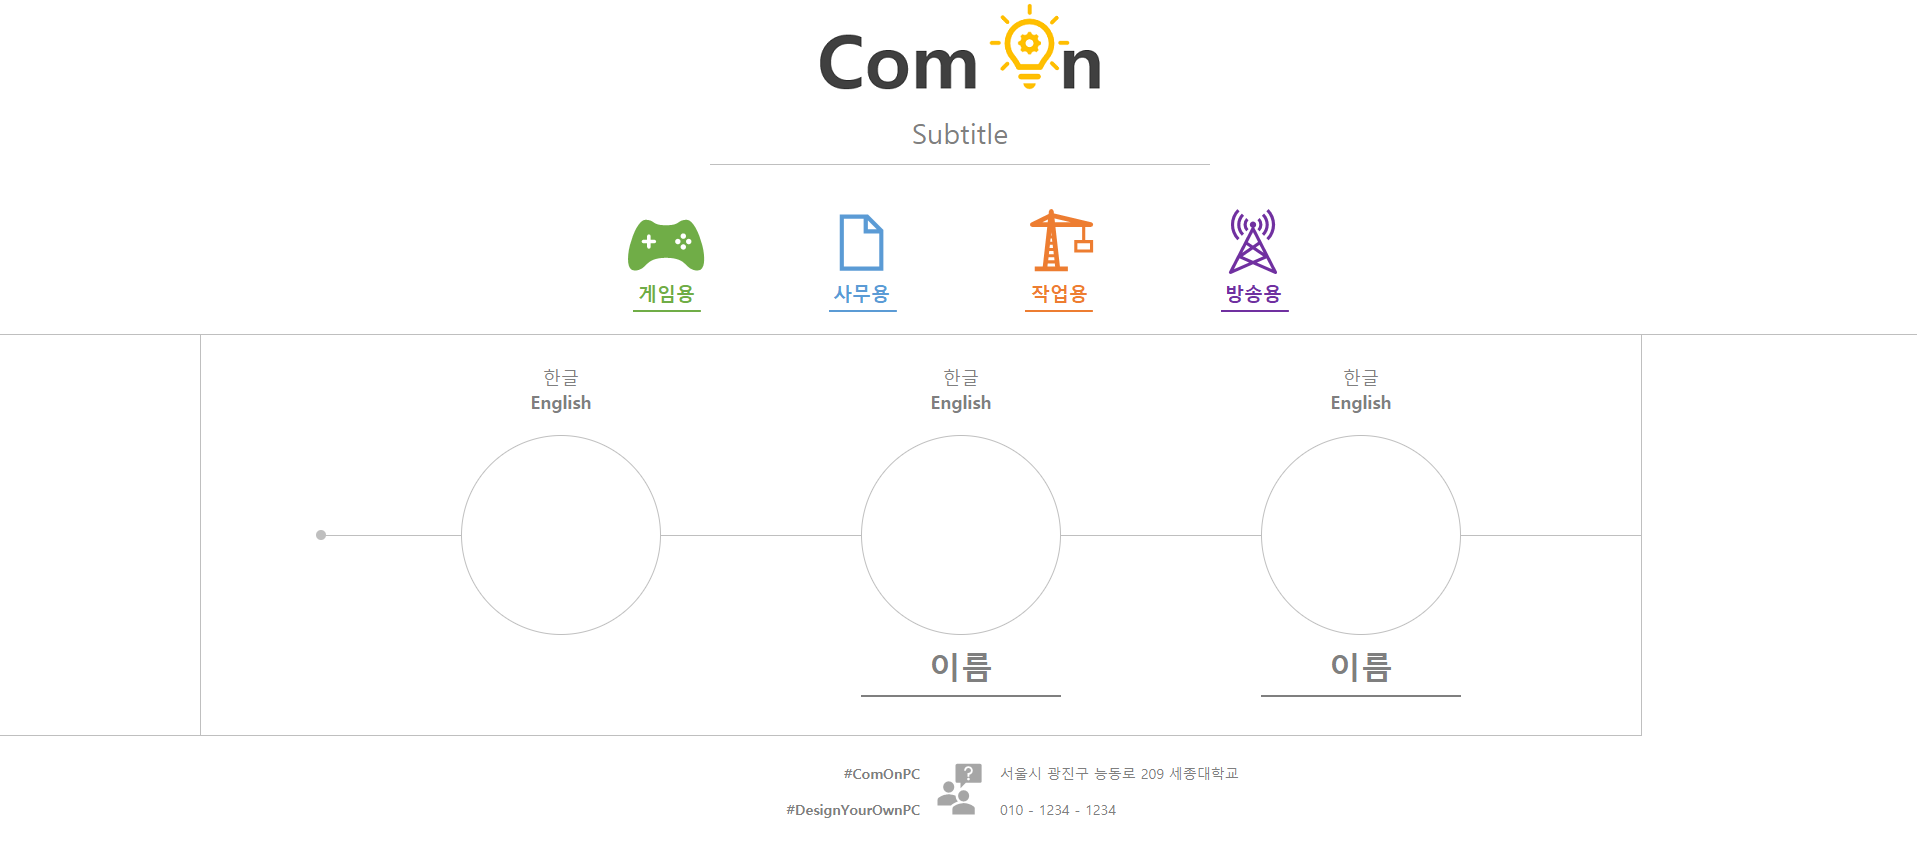 Com n
Subtitle
게임용
사무용
작업용
방송용
한글
English
한글
English
한글
English
이름
이름
#ComOnPC
?
서울시 광진구 능동로 209 세종대학교
#DesignYourOwnPC
010 - 1234 - 1234